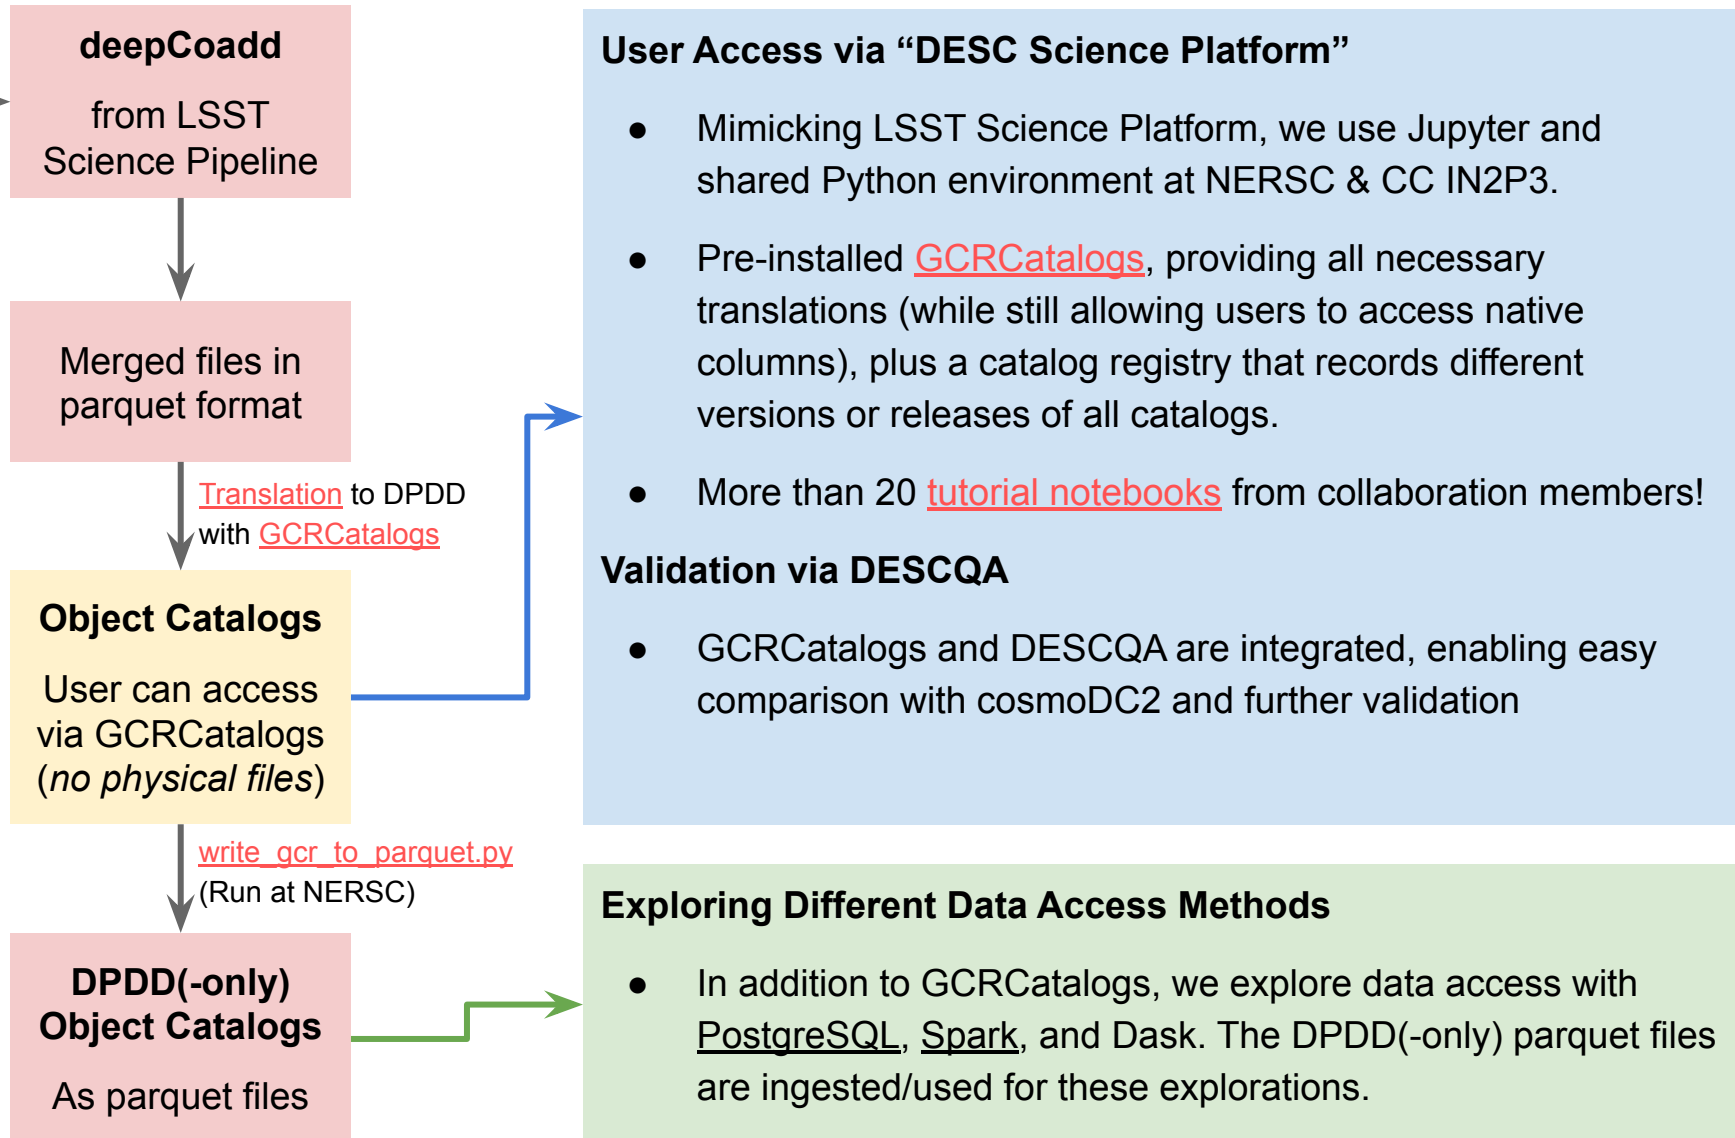 deepCoadd
from LSST
Science Pipeline
Merged files in
parquet format
Translation to DPDD
with GCRCatalogs
Object Catalogs
User can access
via GCRCatalogs
(no physical files)
write_gcr_to_parquet.py
(Run at NERSC)
DPDD(-only)
Object Catalogs
As parquet files
User Access via “DESC Science Platform”
● Mimicking LSST Science Platform, we use Jupyter and
shared Python environment at NERSC & CC IN2P3.
● Pre-installed GCRCatalogs, providing all necessary
translations (while still allowing users to access native
columns), plus a catalog registry that records different
versions or releases of all catalogs.
● More than 20 tutorial notebooks from collaboration members!
Validation via DESCQA
● GCRCatalogs and DESCQA are integrated, enabling easy
comparison with cosmoDC2 and further validation
Exploring Different Data Access Methods
● In addition to GCRCatalogs, we explore data access with
PostgreSQL, Spark, and Dask. The DPDD(-only) parquet files
are ingested/used for these explorations.